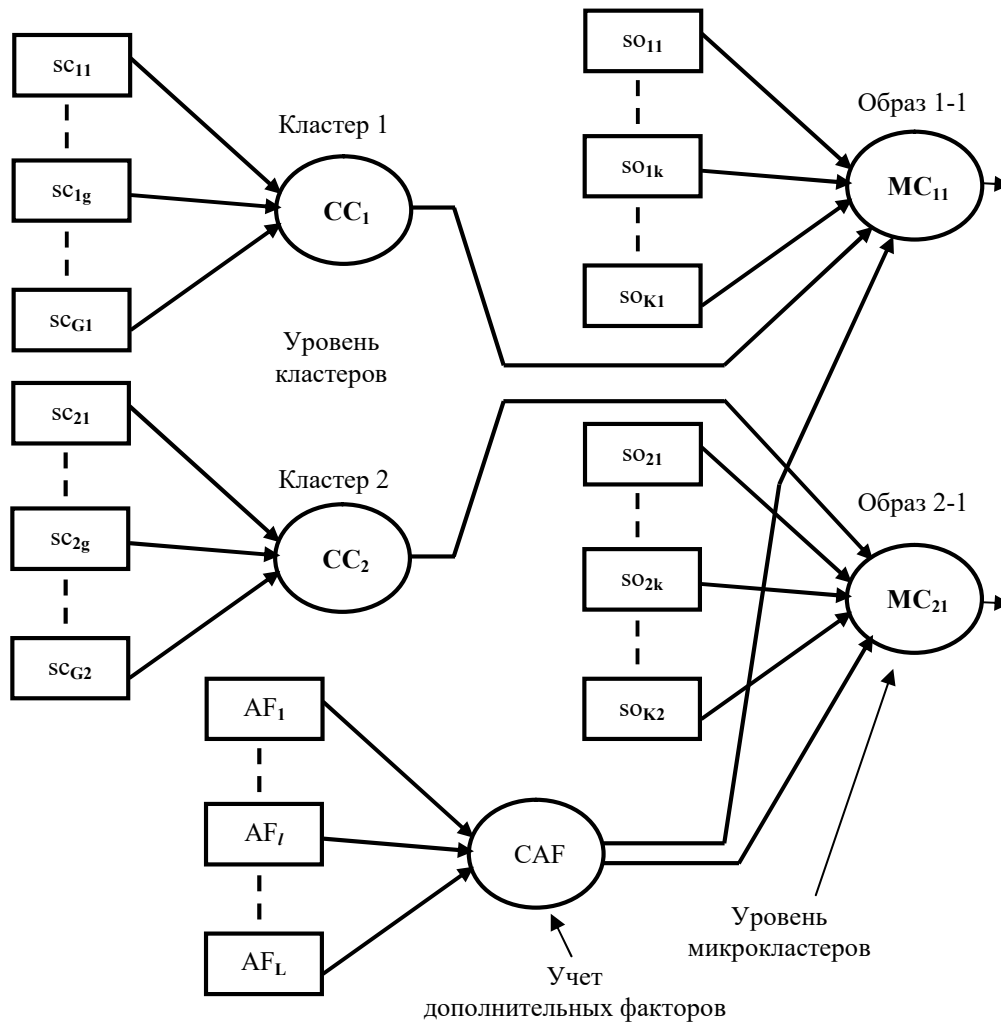 sc11
sc1g
scG1
Кластер 1
CC1
Уровень
кластеров
so11
so1k
soK1
Образ 1-1
MC11
sc21
sc2g
scG2
Кластер 2
CC2
so21
so2k
soK2
Образ 2-1
MC21
AF1
AFl
AFL
CAF
Учет
дополнительных факторов
Уровень
микрокластеров